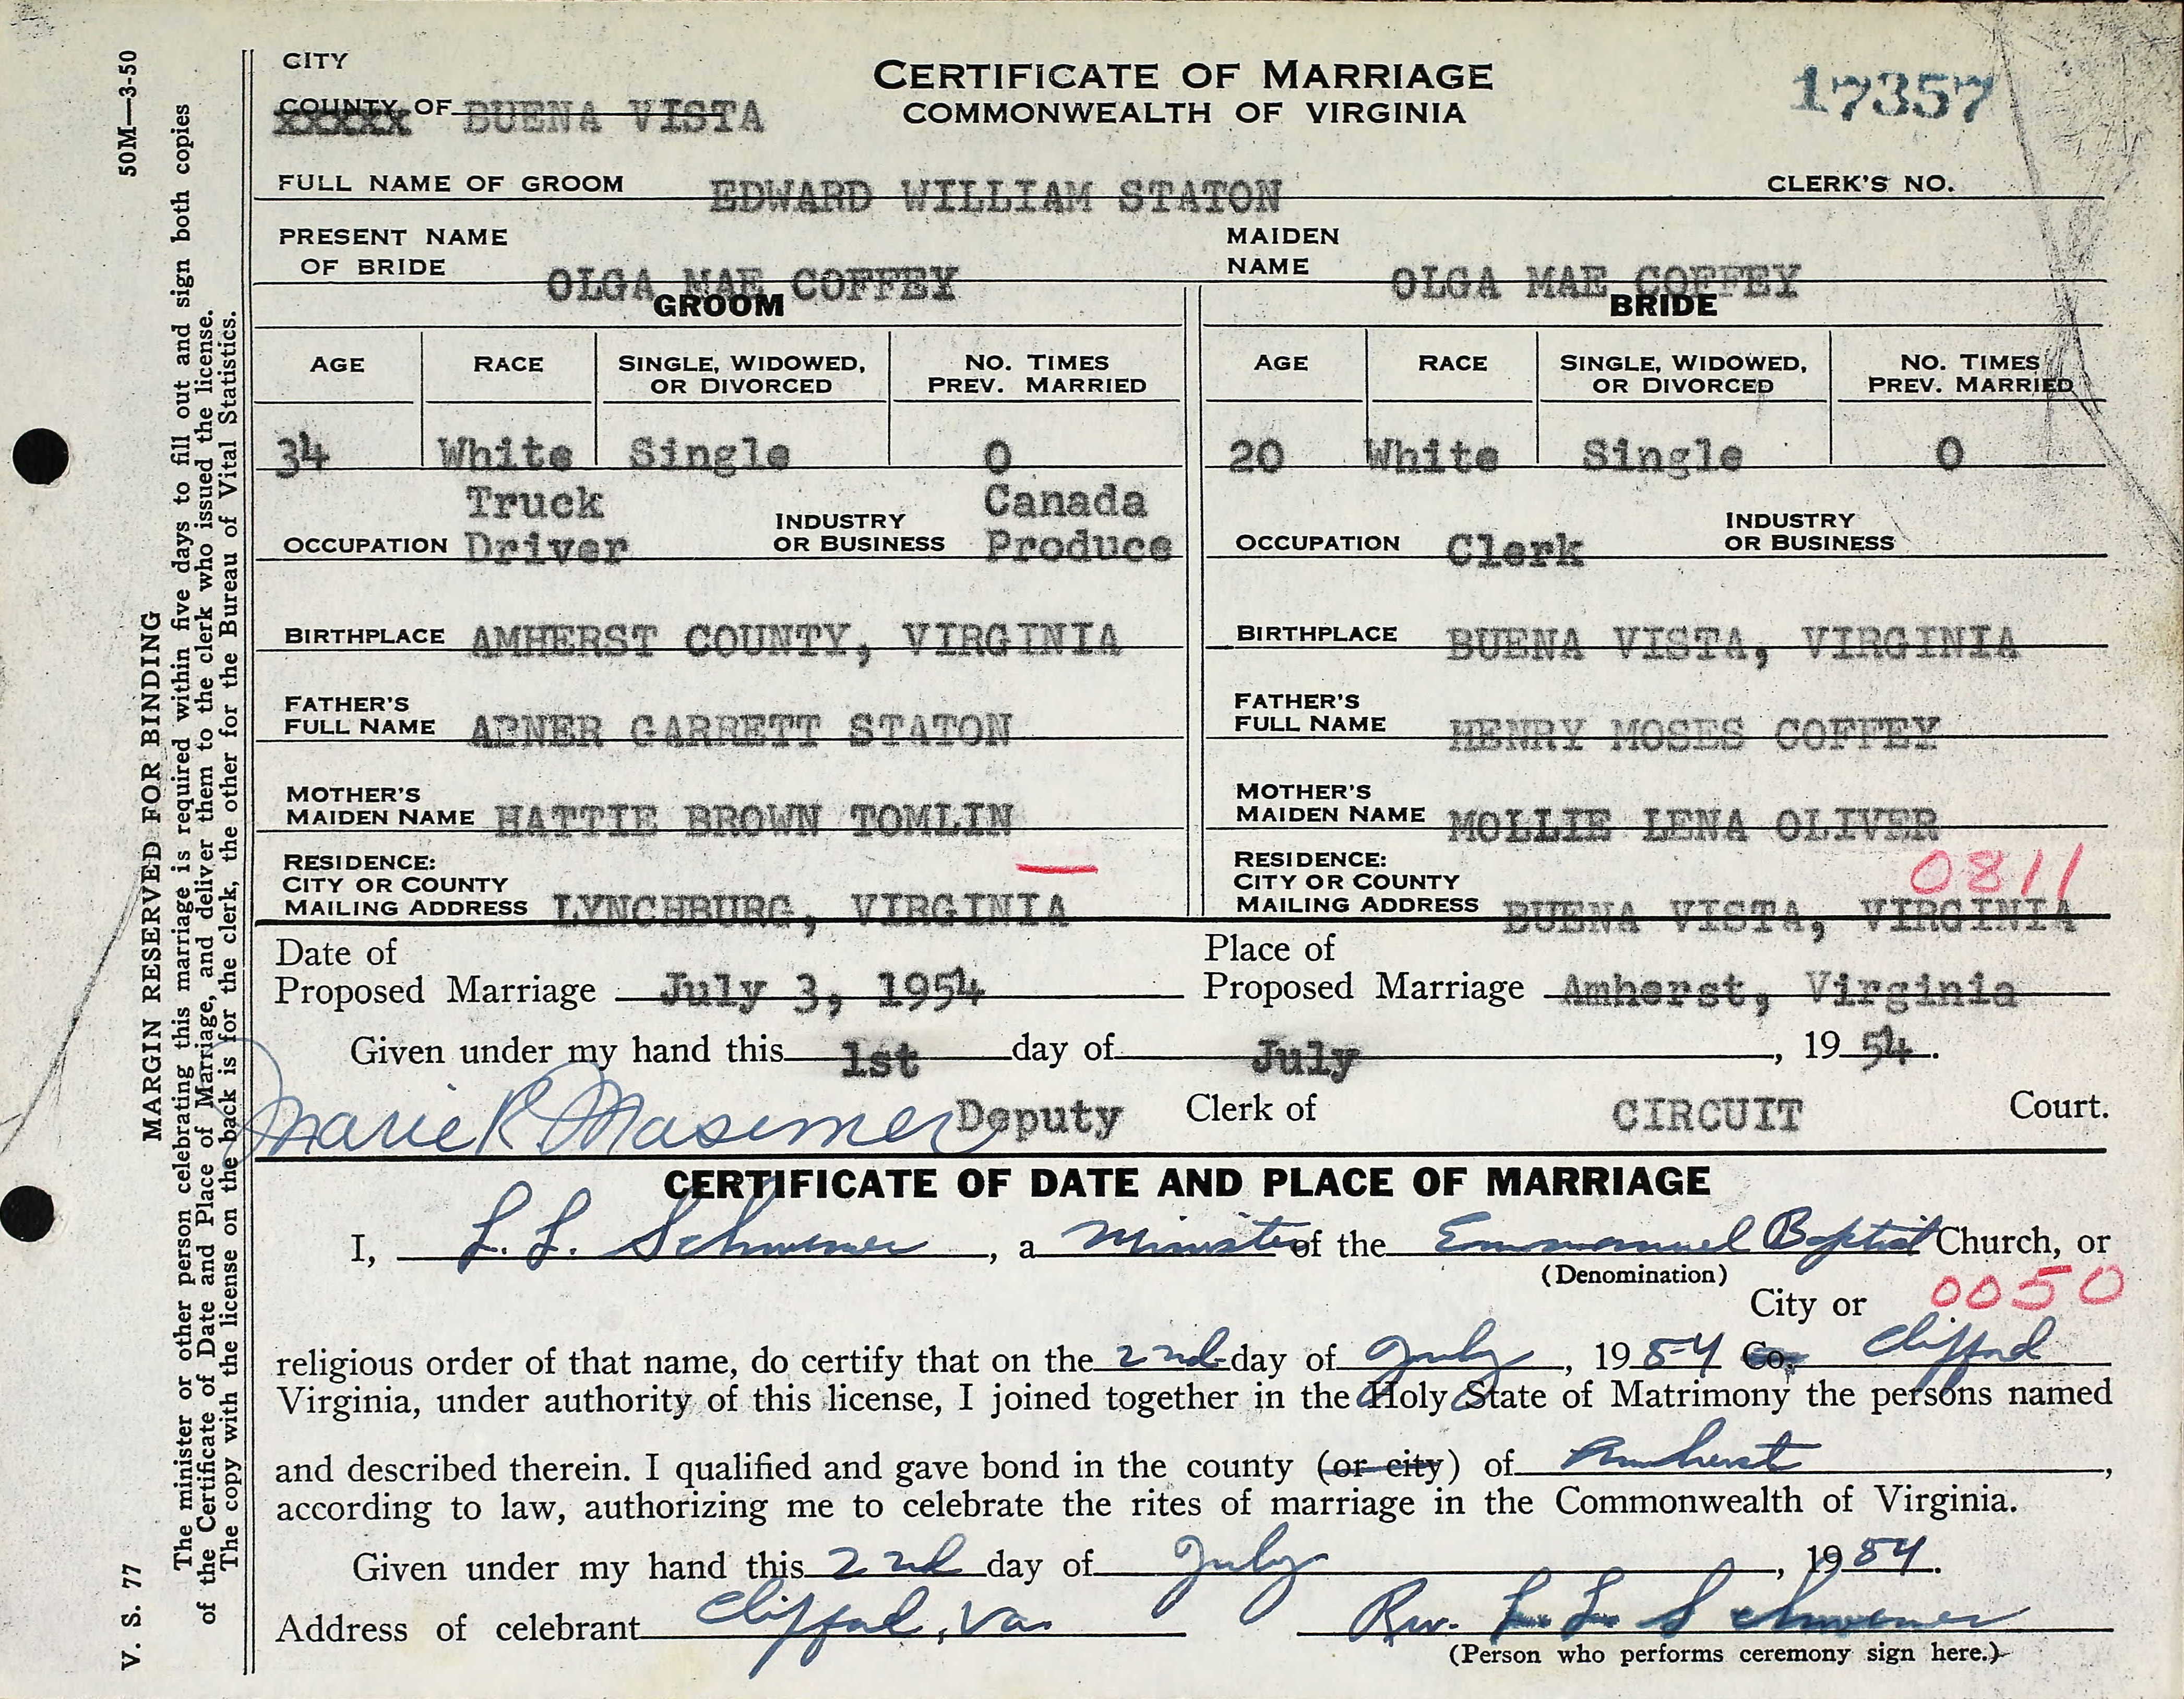 50M—3-50
MARGIN RESERVED FOR BINDING
The minister or other person celebrating this marriage is required within five days to fill out and sign both copies
of the Certificate of Date and Place of Marriage, and deliver them to the clerk who issued the license.
The copy with the license on the back is for the clerk, the other for the Bureau of Vital Statistics.
V. S. 77
CERTIFICATE OF MARRIAGE
COMMONWEALTH OF VIRGINIA
17357
CITY
COUNTY OF BUENA VISTA
FULL NAME OF GROOM EDWARD WILLIAM STATON CLERK'S NO.
PRESENT NAME OF BRIDE OLGA MAE COFFEY MAIDEN NAME OLGA MAE COFFEY
GROOM
AGE RACE SINGLE, WIDOWED, OR DIVORCED NO. TIMES PREV. MARRIED
34 White Single 0
OCCUPATION Truck Driver INDUSTRY OR BUSINESS Canada Produce
BIRTHPLACE AMHERST COUNTY, VIRGINIA
FATHER'S FULL NAME ABNER GARRETT STATON
MOTHER'S MAIDEN NAME HATTIE BROWN TOMLIN
RESIDENCE: CITY OR COUNTY MAILING ADDRESS LYNCHBURG, VIRGINIA
BRIDE
AGE RACE SINGLE, WIDOWED, OR DIVORCED NO. TIMES PREV. MARRIED
20 White Single 0
OCCUPATION Clerk INDUSTRY OR BUSINESS
BIRTHPLACE BUENA VISTA, VIRGINIA
FATHER'S FULL NAME HENRY MOSES COFFEY
MOTHER'S MAIDEN NAME MOLLIE LENA OLIVER
0811
RESIDENCE: CITY OR COUNTY MAILING ADDRESS BUENA VISTA, VIRGINIA
Date of Proposed Marriage July 3, 1954 Place of Proposed Marriage Amherst, Virginia
Given under my hand this 1st day of July, 1954.
Marie R. Deputy Clerk of CIRCUIT Court.
CERTIFICATE OF DATE AND PLACE OF MARRIAGE
I, L. L. Schwemer, a Minister of the Emmanuel Baptist Church, or
(Denomination)
City or 0050
religious order of that name, do certify that on the 2nd day of July, 1954 Co. Clifford
Virginia, under authority of this license, I joined together in the Holy State of Matrimony the persons named
and described therein. I qualified and gave bond in the county (or city) of Amherst,
according to law, authorizing me to celebrate the rites of marriage in the Commonwealth of Virginia.
Given under my hand this 2nd day of July, 1954.
Address of celebrant Clifford, Va. Rev. L. L. Schwemer
(Person who performs ceremony sign here.)